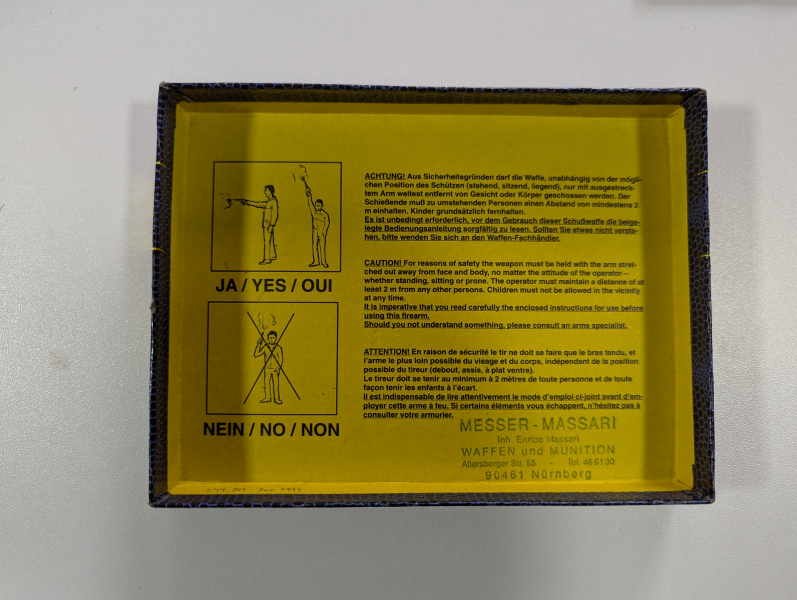 JA / YES / OUI
NEIN / NO / NON
ACHTUNG! Aus Sicherheitsgründen darf die Waffe, unabhängig von der mögli-
chen Position des Schützen (stehend, sitzend, liegend), nur mit ausgestreck-
tem Arm weitest entfernt von Gesicht oder Körper geschossen werden. Der
Schießende muß zu umstehenden Personen einen Abstand von mindestens 2
m einhalten. Kinder grundsätzlich fernhalten.
Es ist unbedingt erforderlich, vor dem Gebrauch dieser Schußwaffe die beige-
legte Bedienungsanleitung sorgfältig zu lesen. Sollten Sie etwas nicht verste-
hen, bitte wenden Sie sich an den Waffen-Fachhändler.
CAUTION! For reasons of safety the weapon must be held with the arm stret-
ched out away from face and body, no matter the attitude of the operator –
whether standing, sitting or prone. The operator must maintain a distance of at
least 2 m from any other persons. Children must not be allowed in the vicinity
at any time.
It is imperative that you read carefully the enclosed instructions for use before
using this firearm.
Should you not understand something, please consult an arms specialist.
ATTENTION! En raison de sécurité le tir ne doit se faire que le bras tendu, et
l'arme le plus loin possible du visage et du corps, indépendant de la position
possible du tireur.(debout, assis, à plat ventre).
Le tireur doit se tenir au minimum à 2 mètres de toute personne et de toute
façon tenir les enfants à l'écart.
Il est indispensable de lire attentivement le mode d'emploi ci-joint avant d'em-
ployer cette arme à feu. Si certains éléments vous échappent, n'hésitez pas à
consulter votre armurier.
MESSER - MASSARI
Inh. Enrico Massari
WAFFEN und MUNITION
Allersberger Str. 65 - Tel. 46 61 30
90461 Nürnberg